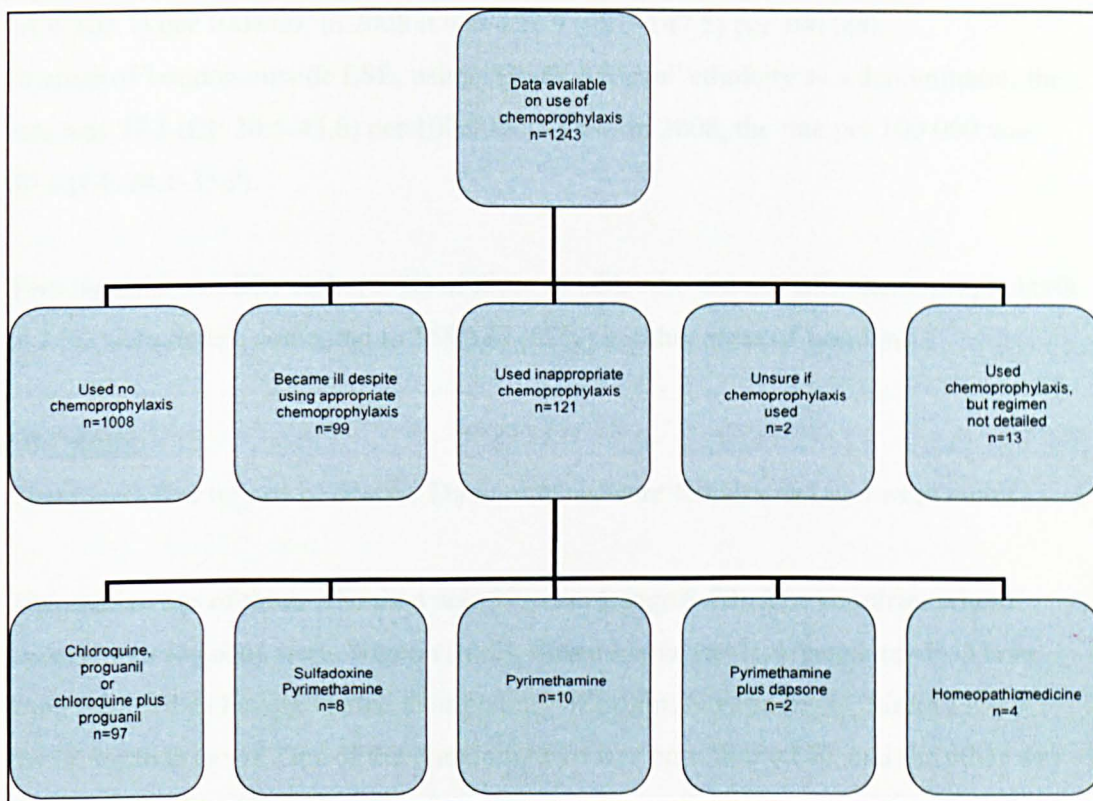 Data available
on use of
chemoprophylaxis
n=1243
Used no
chemoprophylaxis
n=1008
Became ill despite
using appropriate
chemoprophylaxis
n=99
Used inappropriate
chemoprophylaxis
n=121
Unsure if
chemoprophylaxis
used
n=2
Used
chemoprophylaxis,
but regimen
not detailed
n=13
Chloroquine,
proguanil
or
chloroquine plus
proguanil
n=97
Sulfadoxine
Pyrimethamine
n=8
Pyrimethamine
n=10
Pyrimethamine
plus dapsone
n=2
Homeopathicmedicine
n=4